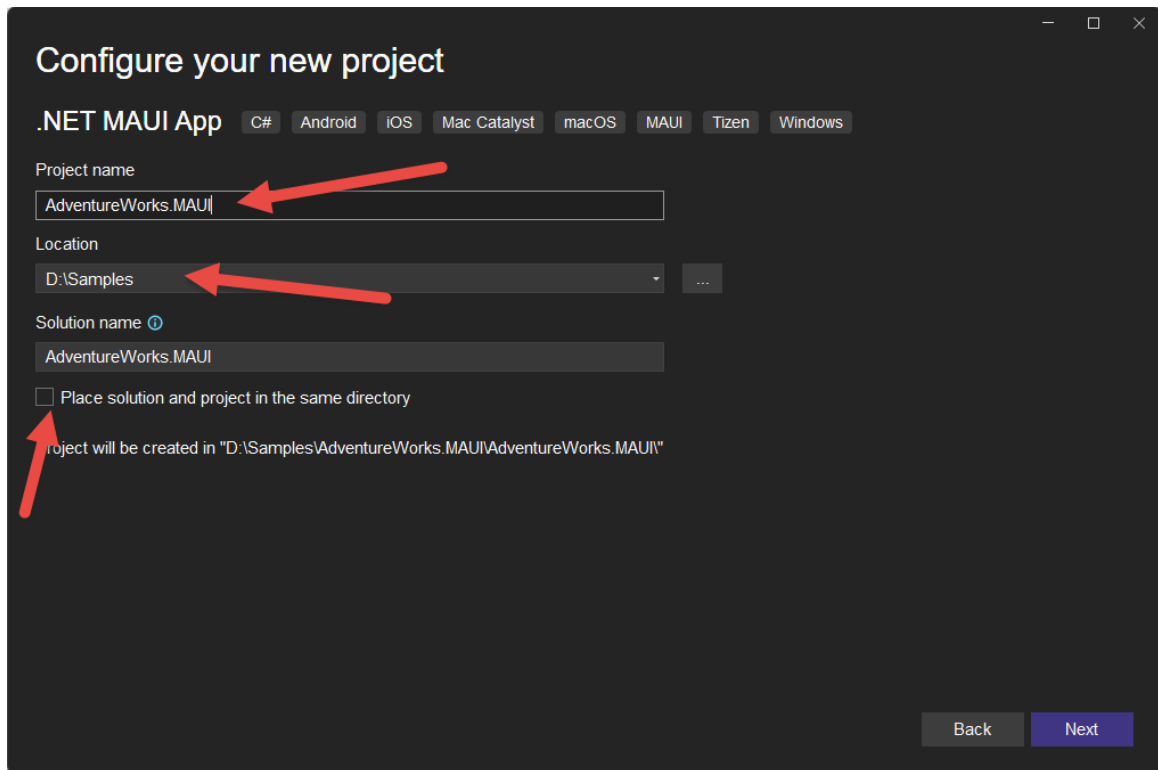 Configure your new project
.NET MAUI App C# Android iOS Mac Catalyst macOS MAUI Tizen Windows
Project name
AdventureWorks.MAUI
Location
D:\Samples
...
Solution name
AdventureWorks.MAUI
Place solution and project in the same directory
Project will be created in "D:\Samples\AdventureWorks.MAUI\AdventureWorks.MAUI\"
Back Next